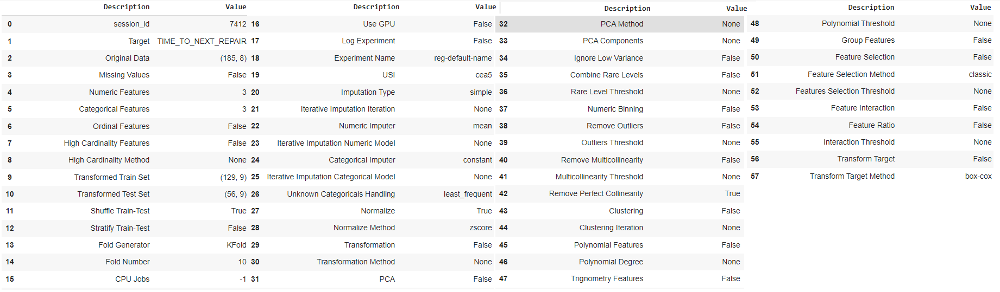 Description Value
0 session_id 7412
1 Target TIME_TO_NEXT_REPAIR
2 Original Data (185, 8)
3 Missing Values False
4 Numeric Features 3
5 Categorical Features 3
6 Ordinal Features False
7 High Cardinality Features False
8 High Cardinality Method None
9 Transformed Train Set (129, 9)
10 Transformed Test Set (56, 9)
11 Shuffle Train-Test True
12 Stratify Train-Test False
13 Fold Generator KFold
14 Fold Number 10
15 CPU Jobs -1
Description Value
16 Use GPU False
17 Log Experiment False
18 Experiment Name reg-default-name
19 USI cea5
20 Imputation Type simple
21 Iterative Imputation Iteration None
22 Numeric Imputer mean
23 Iterative Imputation Numeric Model None
24 Categorical Imputer constant
25 Iterative Imputation Categorical Model None
26 Unknown Categoricals Handling least_frequent
27 Normalize True
28 Normalize Method zscore
29 Transformation False
30 Transformation Method None
31 PCA False
Description Value
32 PCA Method None
33 PCA Components None
34 Ignore Low Variance False
35 Combine Rare Levels False
36 Rare Level Threshold None
37 Numeric Binning False
38 Remove Outliers False
39 Outliers Threshold None
40 Remove Multicollinearity False
41 Multicollinearity Threshold None
42 Remove Perfect Collinearity True
43 Clustering False
44 Clustering Iteration None
45 Polynomial Features False
46 Polynomial Degree None
47 Trignometry Features False
Description Value
48 Polynomial Threshold None
49 Group Features False
50 Feature Selection False
51 Feature Selection Method classic
52 Features Selection Threshold None
53 Feature Interaction False
54 Feature Ratio False
55 Interaction Threshold None
56 Transform Target False
57 Transform Target Method box-cox